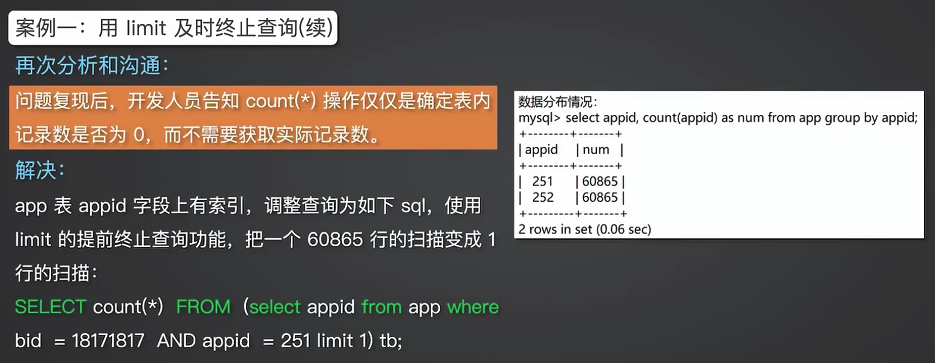 案例一：用 limit 及时终止查询(续)
再次分析和沟通：
问题复现后，开发人员告知 count(*) 操作仅仅是确定表内
记录数是否为 0，而不需要获取实际记录数。
解决：
app 表 appid 字段上有索引，调整查询为如下 sql，使用
limit 的提前终止查询功能，把一个 60865 行的扫描变成 1
行的扫描：
SELECT count(*) FROM（select appid from app where
bid = 18171817 AND appid = 251 limit 1) tb;
数据分布情况：
mysql> select appid, count(appid) as num from app group by appid;
+--------+-------+
| appid | num |
+--------+-------+
| 251 | 60865 |
| 252 | 60865 |
+---------+-------+
2 rows in set (0.06 sec)